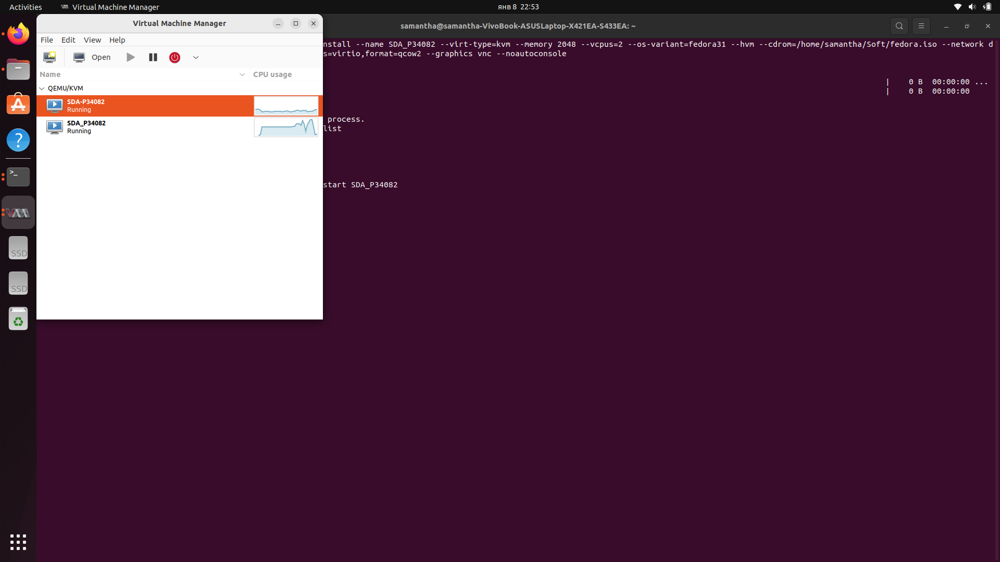 Activities Virtual Machine Manager янв 8 22:53
Virtual Machine Manager
samantha@samantha-VivoBook-ASUSLaptop-X421EA-S433EA: ~
File Edit View Help
Open
Name CPU usage
QEMU/KVM
SDA-P34082
Running
SDA_P34082
Running
nstall --name SDA_P34082 --virt-type=kvm --memory 2048 --vcpus=2 --os-variant=fedora31 --hvm --cdrom=/home/samantha/Soft/fedora.iso --network d
s=virtio,format=qcow2 --graphics vnc --noautoconsole
| 0 B 00:00:00 ...
| 0 B 00:00:00
process.
list
start SDA_P34082
>_
SSD
SSD